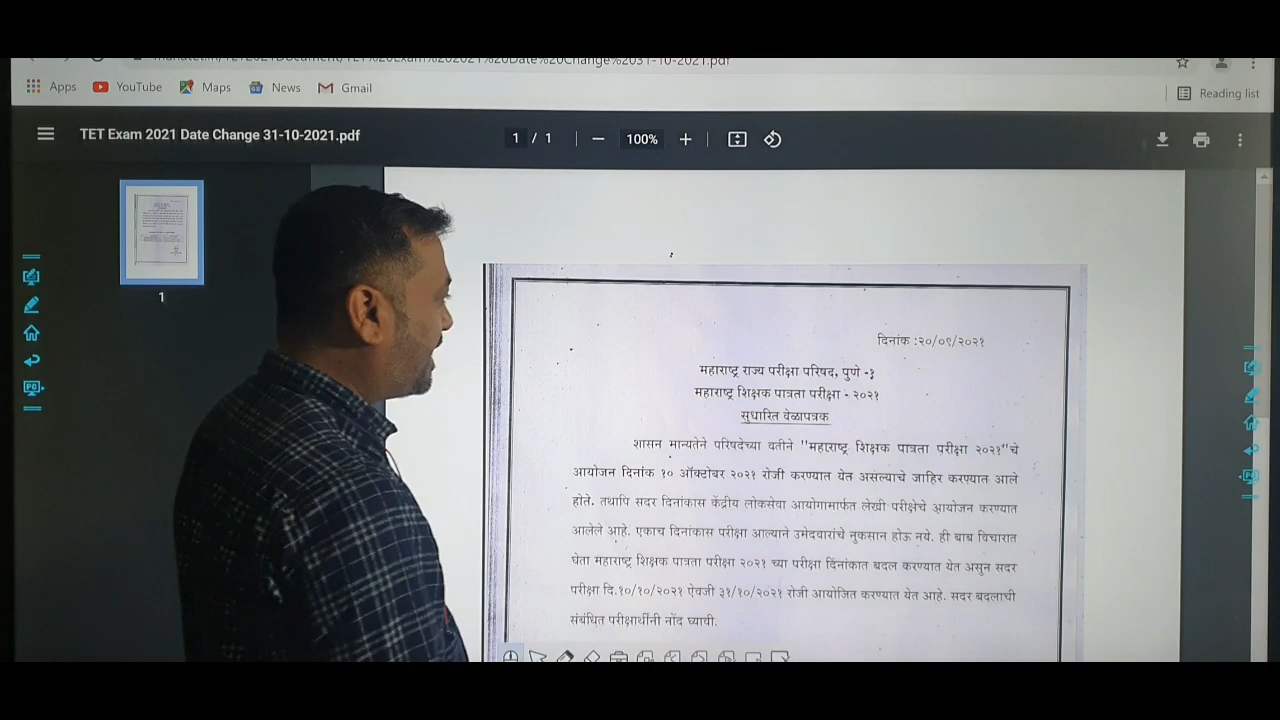 Apps YouTube Maps News Gmail Reading list
TET Exam 2021 Date Change 31-10-2021.pdf 1 / 1 100%
1
दिनांक :२०/०९/२०२१
महाराष्ट्र राज्य परीक्षा परिषद, पुणे -१
महाराष्ट्र शिक्षक पात्रता परीक्षा - २०२१
सुधारित वेळापत्रक
शासन मान्यतेने परिषदेच्या वतीने "महाराष्ट्र शिक्षक पात्रता परीक्षा २०२१"चे
आयोजन दिनांक १० ऑक्टोबर २०२१ रोजी करण्यात येत असल्याचे जाहिर करण्यात आले
होते. तथापि सदर दिनांकास केंद्रीय लोकसेवा आयोगामार्फत लेखी परीक्षेचे आयोजन करण्यात
आलेले आहे. एकाच दिनांकास परीक्षा आल्याने उमेदवारांचे नुकसान होऊ नये. ही बाब विचारात
घेता महाराष्ट्र शिक्षक पात्रता परीक्षा २०२१ च्या परीक्षा दिनांकात बदल करण्यात येत असुन सदर
परीक्षा दि.१०/१०/२०२१ ऐवजी ३१/१०/२०२१ रोजी आयोजित करण्यात येत आहे. सदर बदलाची
संबंधित परीक्षार्थीनी नोंद घ्यावी.